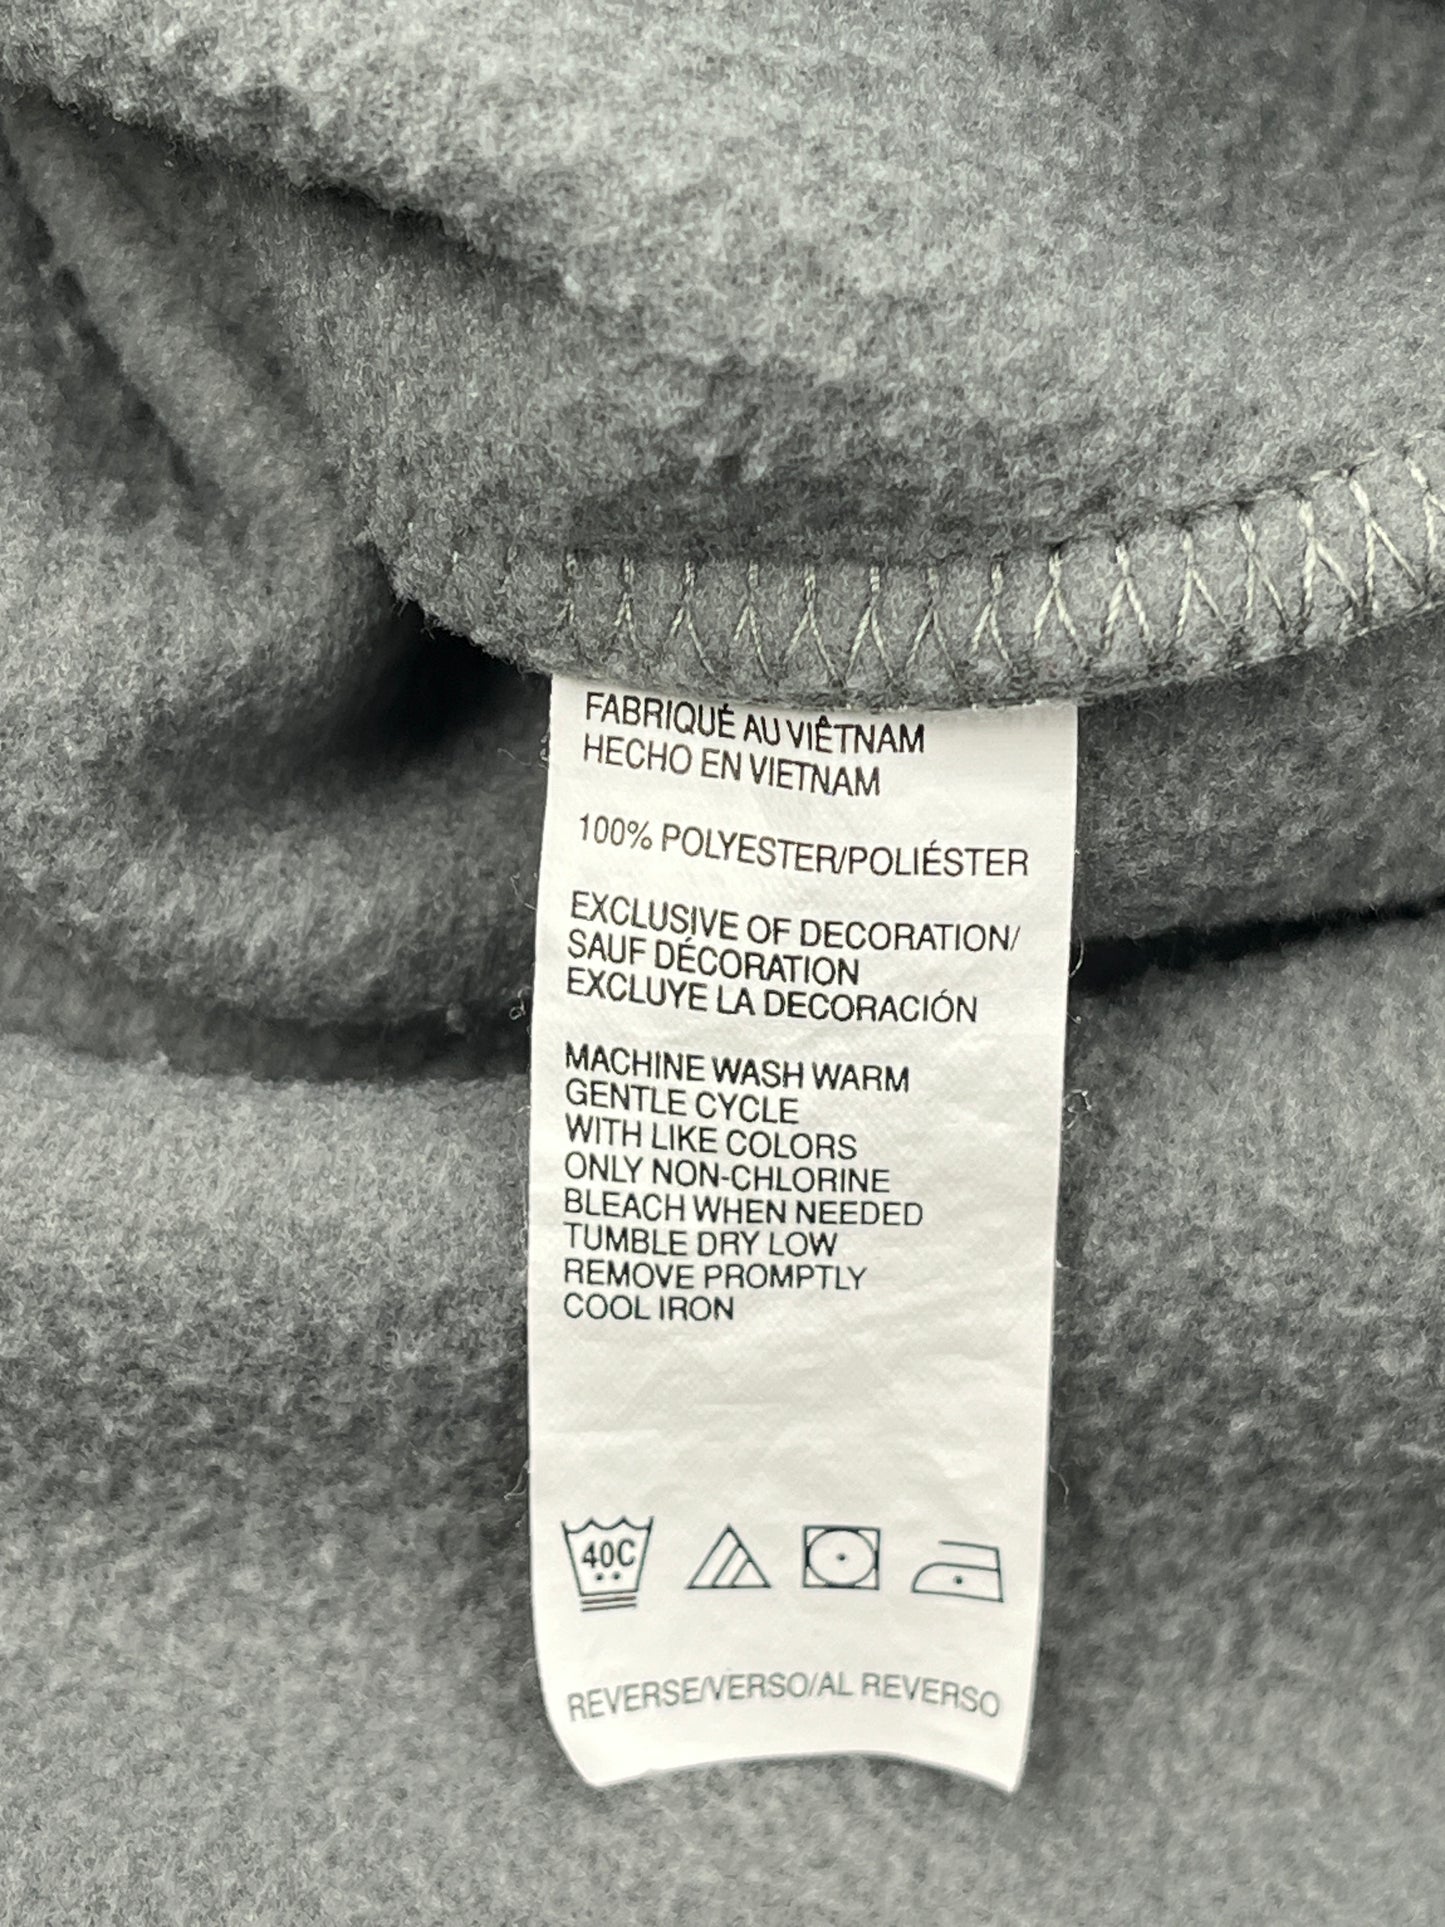 FABRIQUÉ AU VIÊTNAM
HECHO EN VIETNAM
100% POLYESTER/POLIÉSTER
EXCLUSIVE OF DECORATION/
SAUF DÉCORATION
EXCLUYE LA DECORACIÓN
MACHINE WASH WARM
GENTLE CYCLE
WITH LIKE COLORS
ONLY NON-CHLORINE
BLEACH WHEN NEEDED
TUMBLE DRY LOW
REMOVE PROMPTLY
COOL IRON
40C
REVERSE/VERSO/AL REVERSO